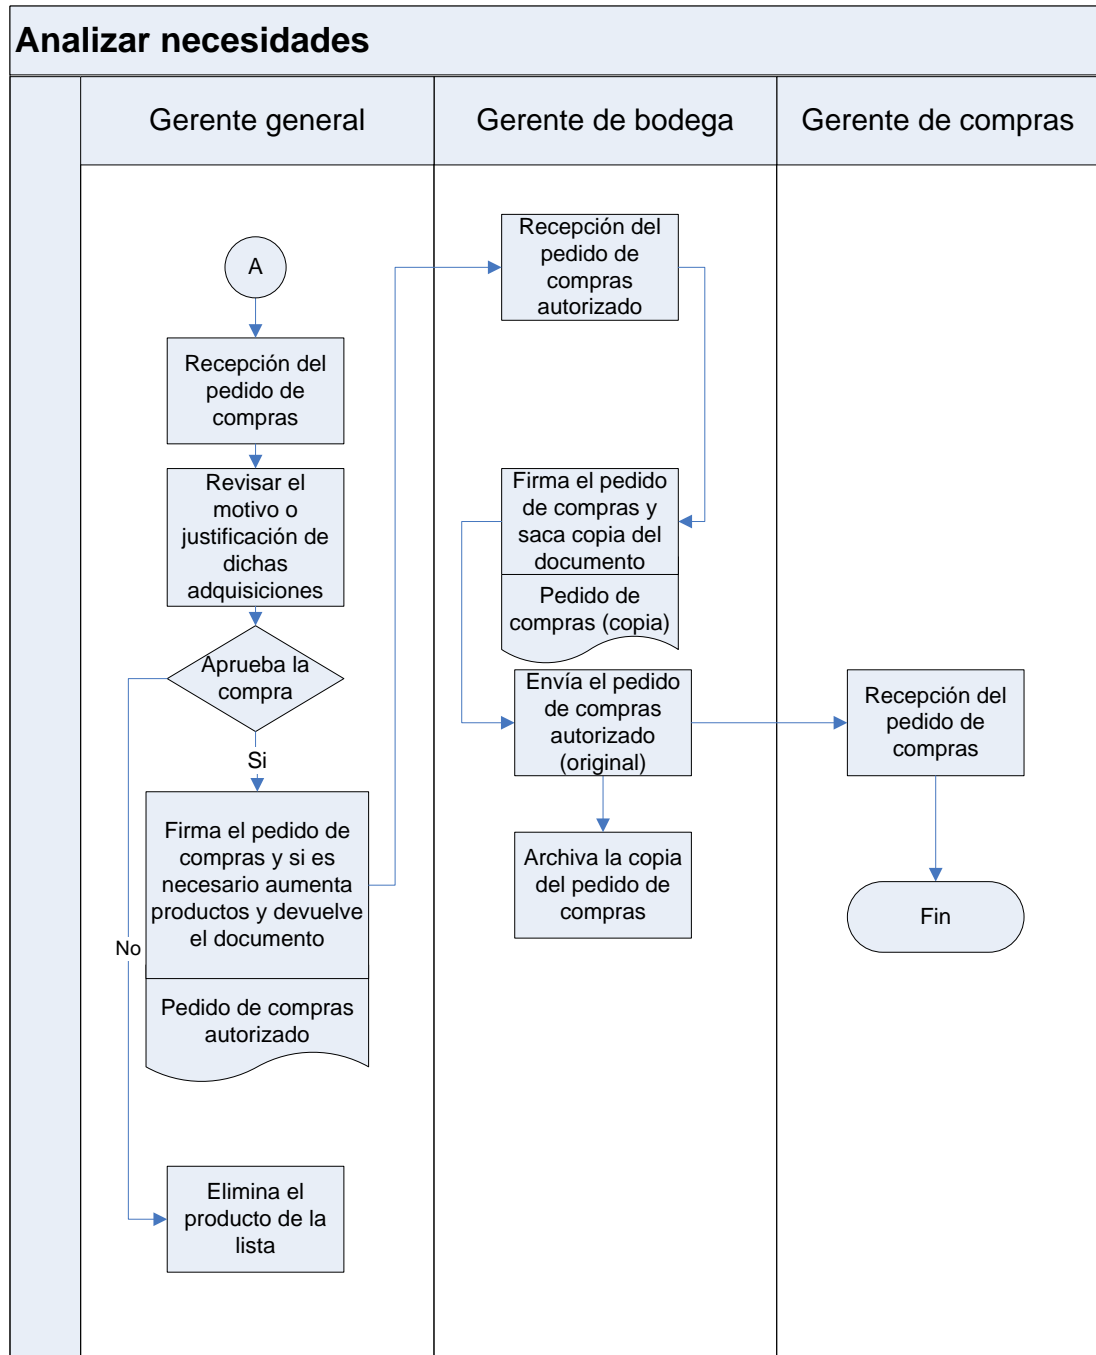 Analizar necesidades
Gerente general
Gerente de bodega
Gerente de compras
A
Recepción del
pedido de
compras
Revisar el
motivo o
justificación de
dichas
adquisiciones
Aprueba la
compra
Si
No
Firma el pedido de
compras y si es
necesario aumenta
productos y devuelve
el documento
Pedido de compras
autorizado
Elimina el
producto de la
lista
Recepción del
pedido de
compras
autorizado
Firma el pedido
de compras y
saca copia del
documento
Pedido de
compras (copia)
Envía el pedido
de compras
autorizado
(original)
Archiva la copia
del pedido de
compras
Recepción del
pedido de
compras
Fin